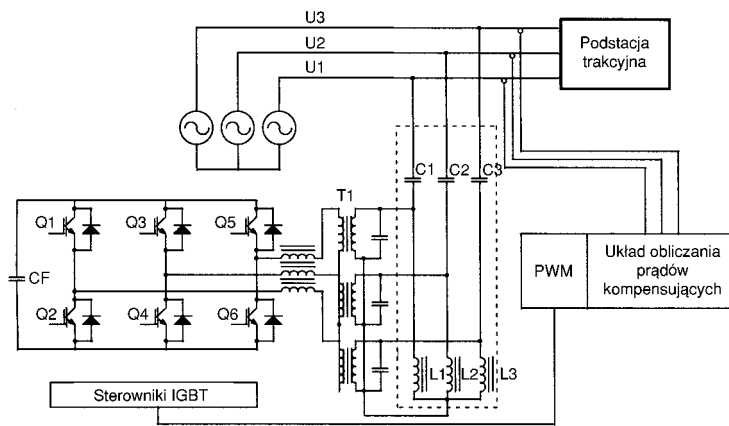 U3
U2
U1
Podstacja
trakcyjna
C1
C2
C3
T1
Q1
Q3
Q5
CF
Q2
Q4
Q6
PWM
Układ obliczania
prądów
kompensujących
L1
L2
L3
Sterowniki IGBT